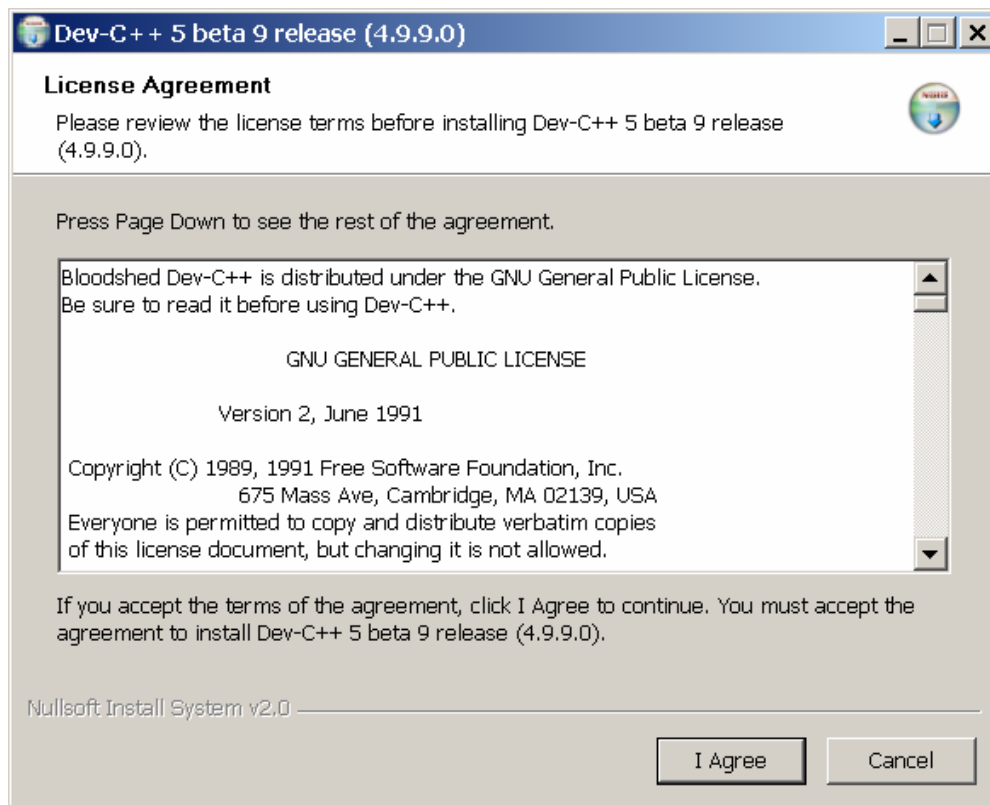 Dev-C++ 5 beta 9 release (4.9.9.0)
License Agreement
Please review the license terms before installing Dev-C++ 5 beta 9 release
(4.9.9.0).
Press Page Down to see the rest of the agreement.
Bloodshed Dev-C++ is distributed under the GNU General Public License.
Be sure to read it before using Dev-C++.
GNU GENERAL PUBLIC LICENSE
Version 2, June 1991
Copyright (C) 1989, 1991 Free Software Foundation, Inc.
675 Mass Ave, Cambridge, MA 02139, USA
Everyone is permitted to copy and distribute verbatim copies
of this license document, but changing it is not allowed.
If you accept the terms of the agreement, click I Agree to continue. You must accept the
agreement to install Dev-C++ 5 beta 9 release (4.9.9.0).
Nullsoft Install System v2.0
I Agree
Cancel